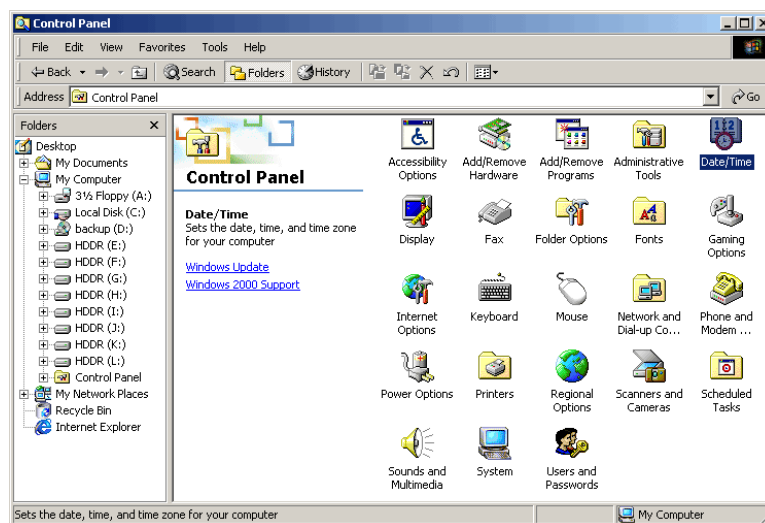 Control Panel
File Edit View Favorites Tools Help
Back Search Folders History
Address Control Panel Go
Folders
Desktop
My Documents
My Computer
3½ Floppy (A:)
Local Disk (C:)
backup (D:)
HDDR (E:)
HDDR (F:)
HDDR (G:)
HDDR (H:)
HDDR (I:)
HDDR (J:)
HDDR (K:)
HDDR (L:)
Control Panel
My Network Places
Recycle Bin
Internet Explorer
Control Panel
Date/Time
Sets the date, time, and time zone
for your computer
Windows Update
Windows 2000 Support
Accessibility
Options
Add/Remove
Hardware
Add/Remove
Programs
Administrative
Tools
Date/Time
Display
Fax
Folder Options
Fonts
Gaming
Options
Internet
Options
Keyboard
Mouse
Network and
Dial-up Co...
Phone and
Modem ...
Power Options
Printers
Regional
Options
Scanners and
Cameras
Scheduled
Tasks
Sounds and
Multimedia
System
Users and
Passwords
Sets the date, time, and time zone for your computer
My Computer